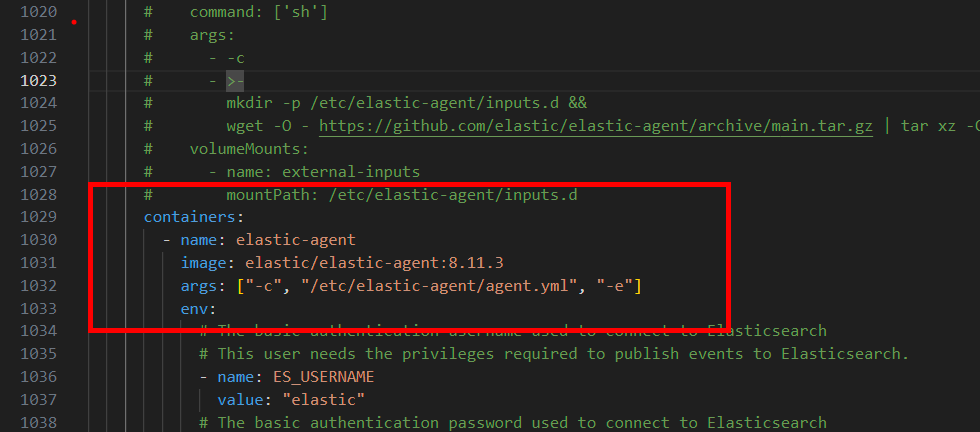 1020 # command: ['sh']
1021 # args:
1022 # - -c
1023 # - >-
1024 # mkdir -p /etc/elastic-agent/inputs.d &&
1025 # wget -O - https://github.com/elastic/elastic-agent/archive/main.tar.gz | tar xz -C
1026 # volumeMounts:
1027 # - name: external-inputs
1028 # mountPath: /etc/elastic-agent/inputs.d
1029 containers:
1030 - name: elastic-agent
1031 image: elastic/elastic-agent:8.11.3
1032 args: ["-c", "/etc/elastic-agent/agent.yml", "-e"]
1033 env:
1034 # The basic authentication username used to connect to Elasticsearch
1035 # This user needs the privileges required to publish events to Elasticsearch.
1036 - name: ES_USERNAME
1037 value: "elastic"
1038 # The basic authentication password used to connect to Elasticsearch